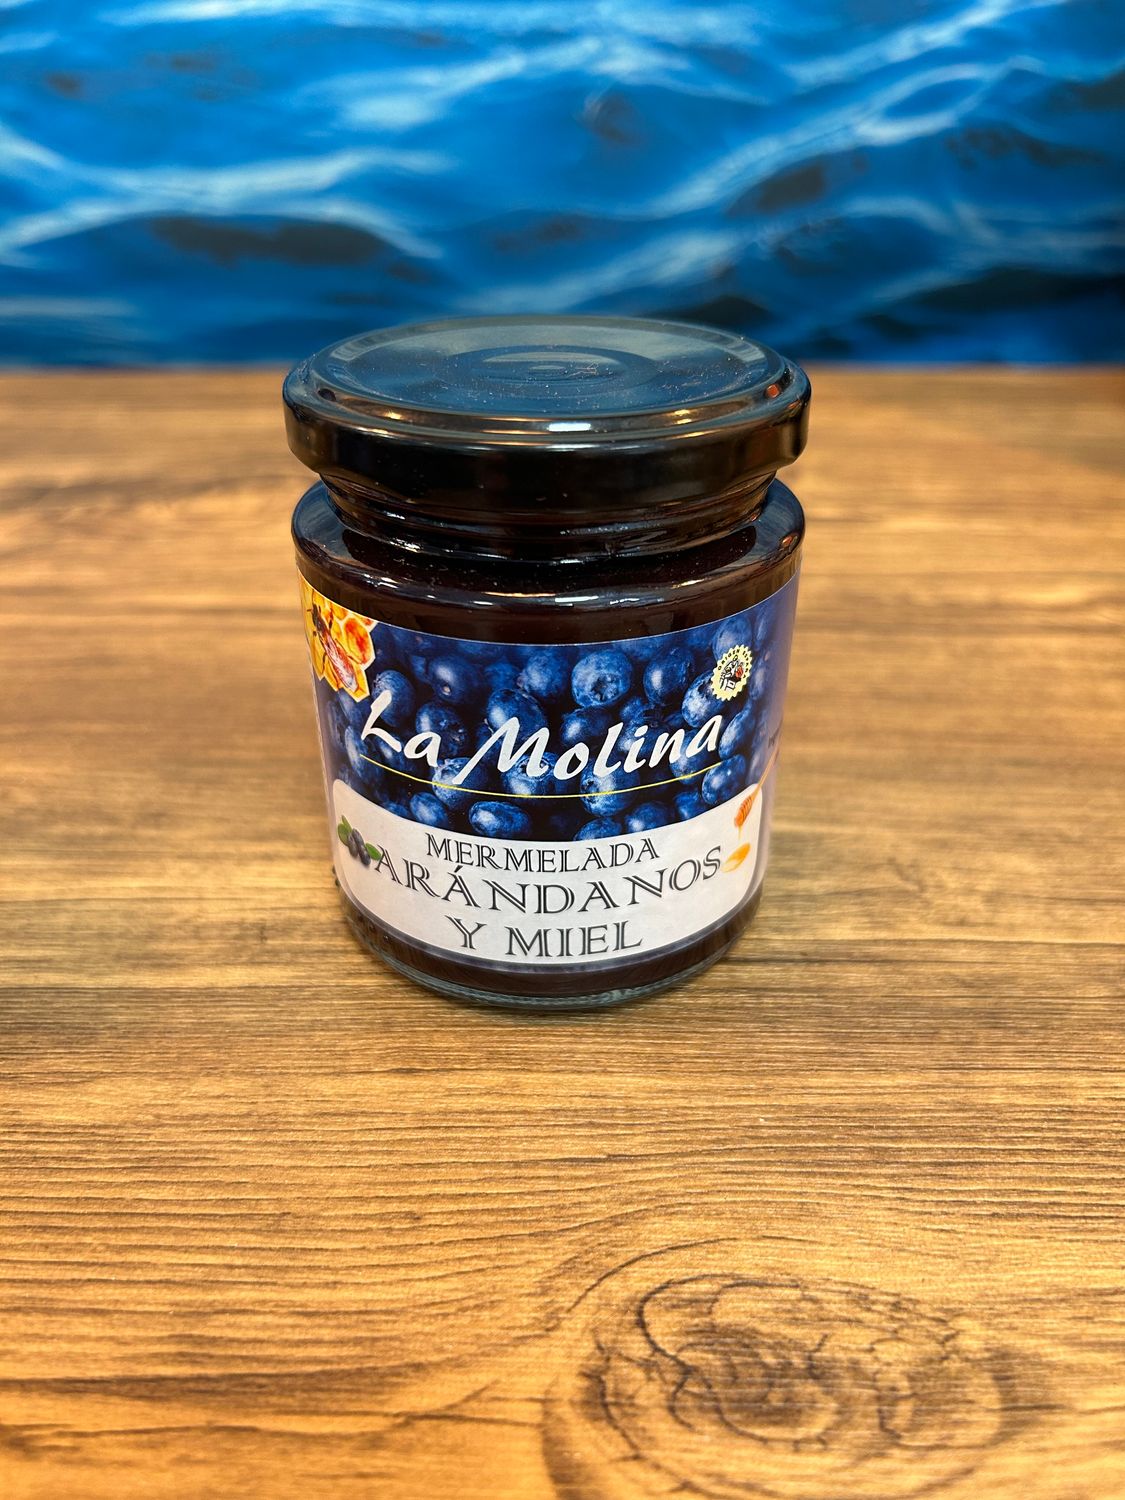 La Molina
MERMELADA
ARÁNDANOS
Y MIEL